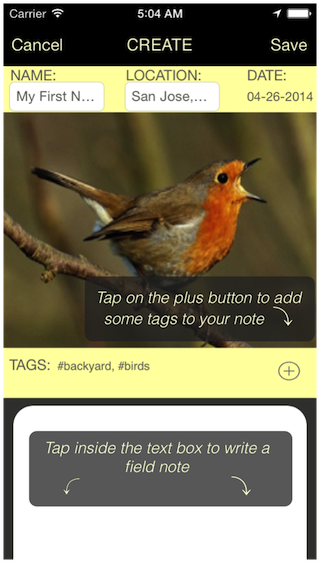 Carrier 5:04 AM
Cancel CREATE Save
NAME: LOCATION: DATE:
My First N... San Jose,... 04-26-2014
Tap on the plus button to add
some tags to your note
TAGS: #backyard, #birds
Tap inside the text box to write a
field note